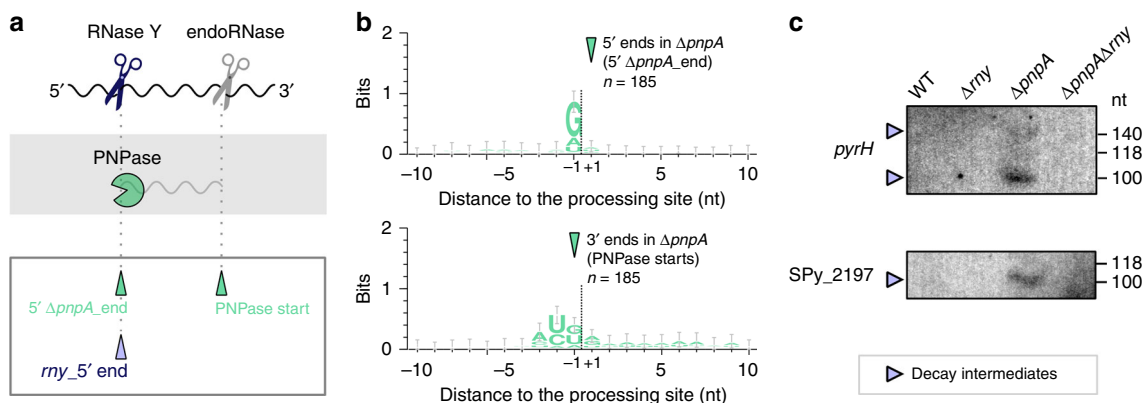 a
RNase Y endoRNase
5′ 3′
PNPase
5′ ΔpnpA_end PNPase start
rny_5′ end
b
2
1
0
Bits
5′ ends in ΔpnpA
(5′ ΔpnpA_end)
n = 185
G
A
U
−10 −5 −1 +1 5 10
Distance to the processing site (nt)
2
1
0
Bits
3′ ends in ΔpnpA
(PNPase starts)
n = 185
A U G A
C U
−10 −5 −1 +1 5 10
Distance to the processing site (nt)
c
WT Δrny ΔpnpA ΔpnpAΔrny
nt
pyrH
140
118
100
SPy_2197
118
100
Decay intermediates